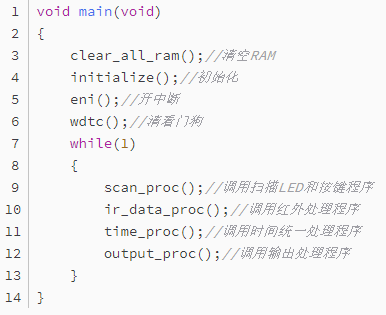 1 void main(void)
2 {
3 clear_all_ram();//清空RAM
4 initialize();//初始化
5 eni();//开中断
6 wdtc();//清看门狗
7 while(1)
8 {
9 scan_proc();//调用扫描LED和按键程序
10 ir_data_proc();//调用红外处理程序
11 time_proc();//调用时间统一处理程序
12 output_proc();//调用输出处理程序
13 }
14 }